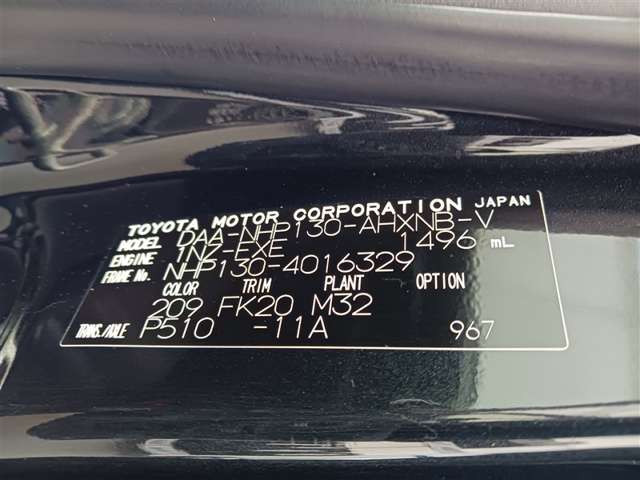 TOYOTA MOTOR CORPORATION JAPAN
MODEL DAA-NHP130-AHXNB-V
ENGINE 1NZ-FXE 1496 mL
FRAME No. NHP130-4016329
COLOR TRIM PLANT OPTION
209 FK20 M32
TRANS./AXLE P510 -11A 967